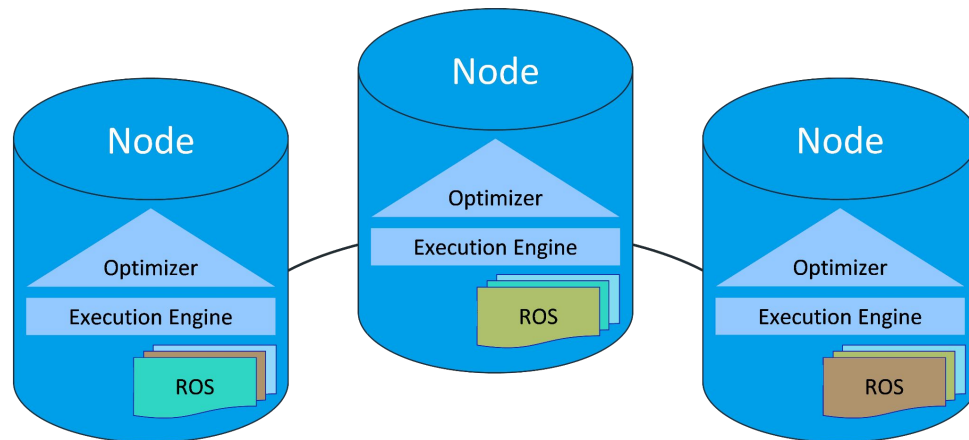 Node
Optimizer
Execution Engine
ROS
Node
Optimizer
Execution Engine
ROS
Node
Optimizer
Execution Engine
ROS